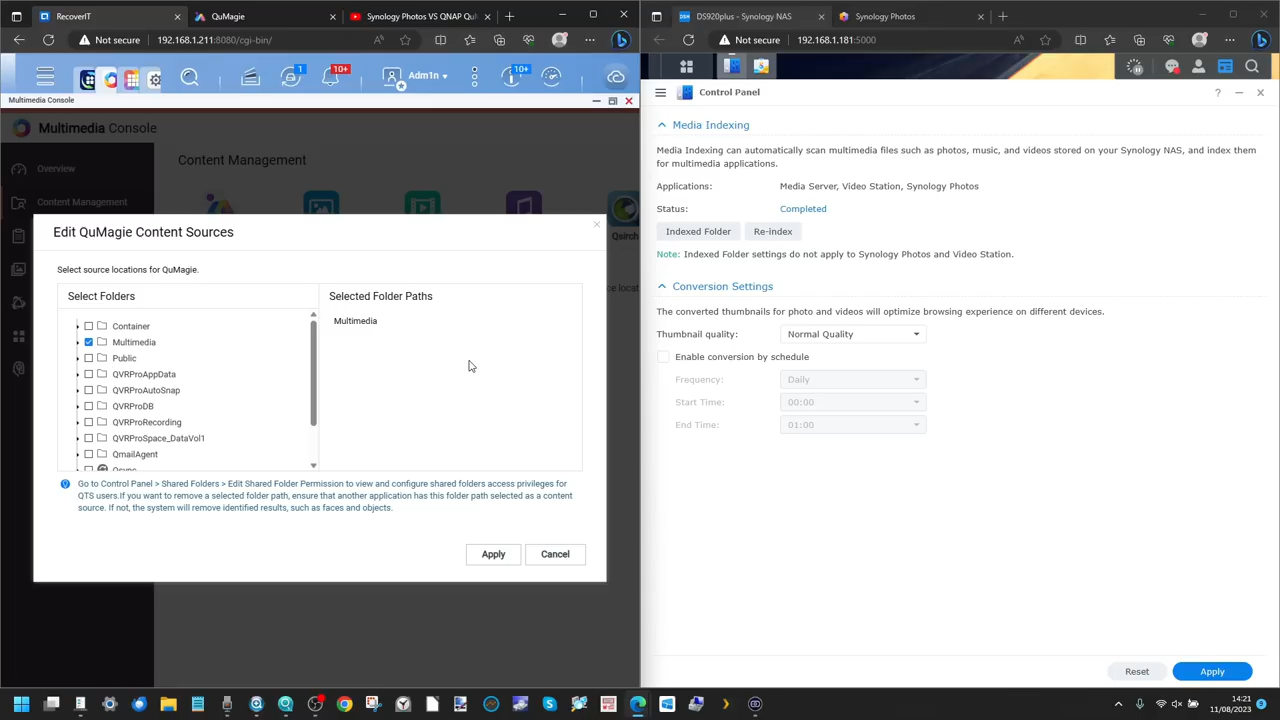 RecoverIT
QuMagie
Synology Photos VS QNAP Qu
Not secure
192.168.1.211:8080/cgi-bin/
1
10+
Adm1n
10+
Multimedia Console
Multimedia Console
Content Management
Overview
Content Management
Qsirch
Edit QuMagie Content Sources
Select source locations for QuMagie.
Select Folders
Selected Folder Paths
Container
Multimedia
Multimedia
Public
QVRProAppData
QVRProAutoSnap
QVRProDB
QVRProRecording
QVRProSpace_DataVol1
QmailAgent
Qsync
Go to Control Panel > Shared Folders > Edit Shared Folder Permission to view and configure shared folders access privileges for
QTS users.If you want to remove a selected folder path, ensure that another application has this folder path selected as a content
source. If not, the system will remove identified results, such as faces and objects.
Apply
Cancel
DS920plus - Synology NAS
Synology Photos
Not secure
192.168.1.181:5000
Control Panel
Media Indexing
Media Indexing can automatically scan multimedia files such as photos, music, and videos stored on your Synology NAS, and index them
for multimedia applications.
Applications:
Media Server, Video Station, Synology Photos
Status:
Completed
Indexed Folder
Re-index
Note: Indexed Folder settings do not apply to Synology Photos and Video Station.
Conversion Settings
The converted thumbnails for photo and videos will optimize browsing experience on different devices.
Thumbnail quality:
Normal Quality
Enable conversion by schedule
Frequency:
Daily
Start Time:
00:00
End Time:
01:00
Reset
Apply
14:21
11/08/2023